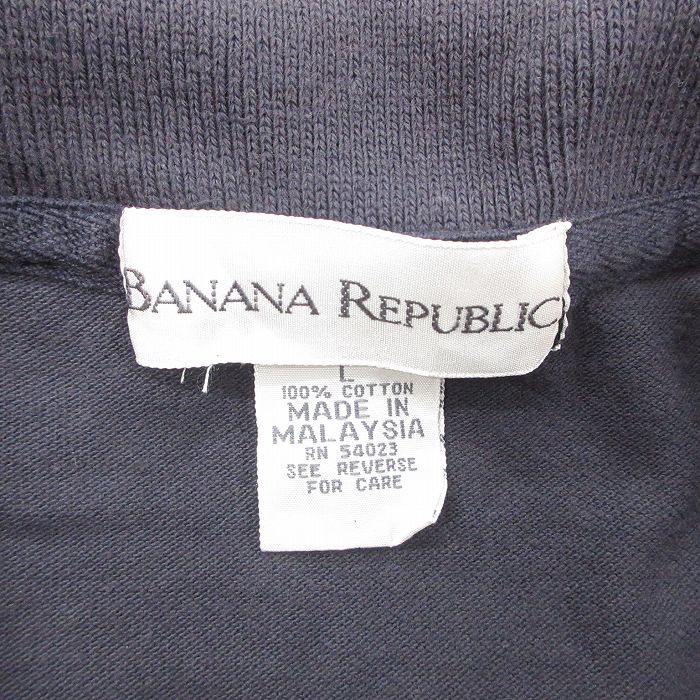 BANANA REPUBLIC
L
100% COTTON
MADE IN
MALAYSIA
RN 54023
SEE REVERSE
FOR CARE